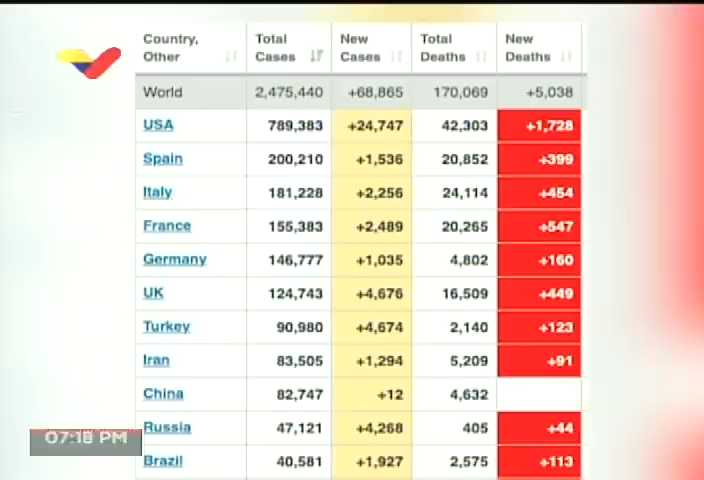 Country, Other Total Cases New Cases Total Deaths New Deaths
World 2,475,440 +68,865 170,069 +5,038
USA 789,383 +24,747 42,303 +1,728
Spain 200,210 +1,536 20,852 +399
Italy 181,228 +2,256 24,114 +454
France 155,383 +2,489 20,265 +547
Germany 146,777 +1,035 4,802 +160
UK 124,743 +4,676 16,509 +449
Turkey 90,980 +4,674 2,140 +123
Iran 83,505 +1,294 5,209 +91
China 82,747 +12 4,632
Russia 47,121 +4,268 405 +44
07:18 PM
Brazil 40,581 +1,927 2,575 +113